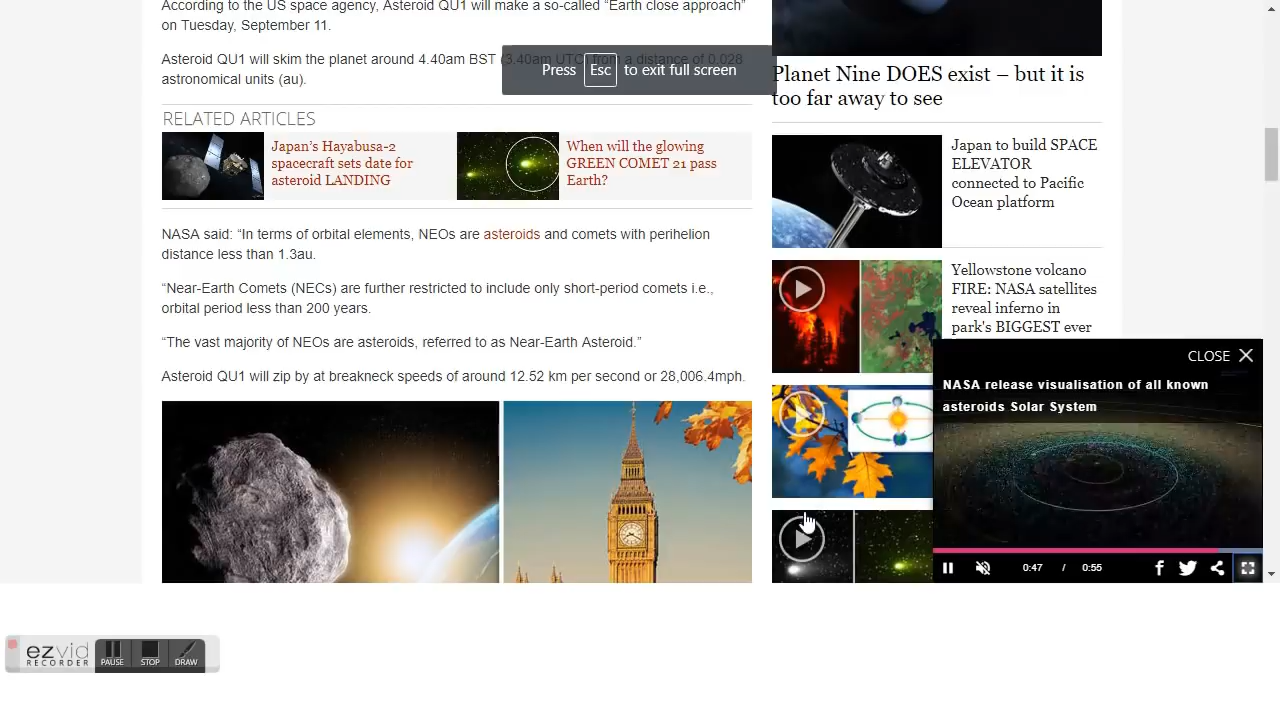 According to the US space agency, Asteroid QU1 will make a so-called “Earth close approach”
on Tuesday, September 11.
Asteroid QU1 will skim the planet around 4.40am BST (3.40am UTC) from a distance of 0.028
astronomical units (au).
Press Esc to exit full screen
RELATED ARTICLES
Japan’s Hayabusa-2
spacecraft sets date for
asteroid LANDING
When will the glowing
GREEN COMET 21 pass
Earth?
NASA said: “In terms of orbital elements, NEOs are asteroids and comets with perihelion
distance less than 1.3au.
“Near-Earth Comets (NECs) are further restricted to include only short-period comets i.e.,
orbital period less than 200 years.
“The vast majority of NEOs are asteroids, referred to as Near-Earth Asteroid.”
Asteroid QU1 will zip by at breakneck speeds of around 12.52 km per second or 28,006.4mph.
Planet Nine DOES exist – but it is
too far away to see
Japan to build SPACE
ELEVATOR
connected to Pacific
Ocean platform
Yellowstone volcano
FIRE: NASA satellites
reveal inferno in
park's BIGGEST ever
CLOSE
NASA release visualisation of all known
asteroids Solar System
0:47 / 0:55
ezvid
RECORDER
PAUSE
STOP
DRAW